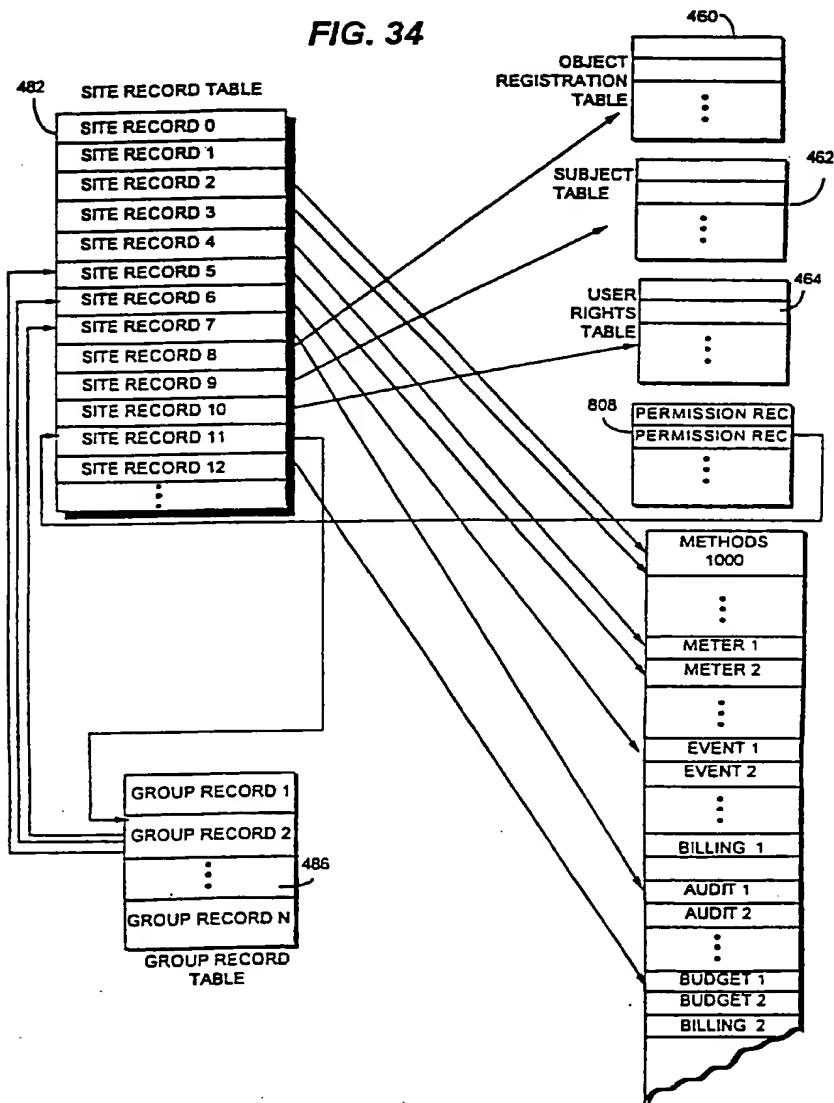 FIG. 34
460
OBJECT
REGISTRATION
TABLE
482
SITE RECORD TABLE
SITE RECORD 0
SITE RECORD 1
SITE RECORD 2
SITE RECORD 3
SITE RECORD 4
SITE RECORD 5
SITE RECORD 6
SITE RECORD 7
SITE RECORD 8
SITE RECORD 9
SITE RECORD 10
SITE RECORD 11
SITE RECORD 12
SUBJECT
TABLE
462
USER
RIGHTS
TABLE
464
808
PERMISSION REC
PERMISSION REC
METHODS
1000
METER 1
METER 2
EVENT 1
EVENT 2
BILLING 1
AUDIT 1
AUDIT 2
BUDGET 1
BUDGET 2
BILLING 2
GROUP RECORD 1
GROUP RECORD 2
486
GROUP RECORD N
GROUP RECORD
TABLE